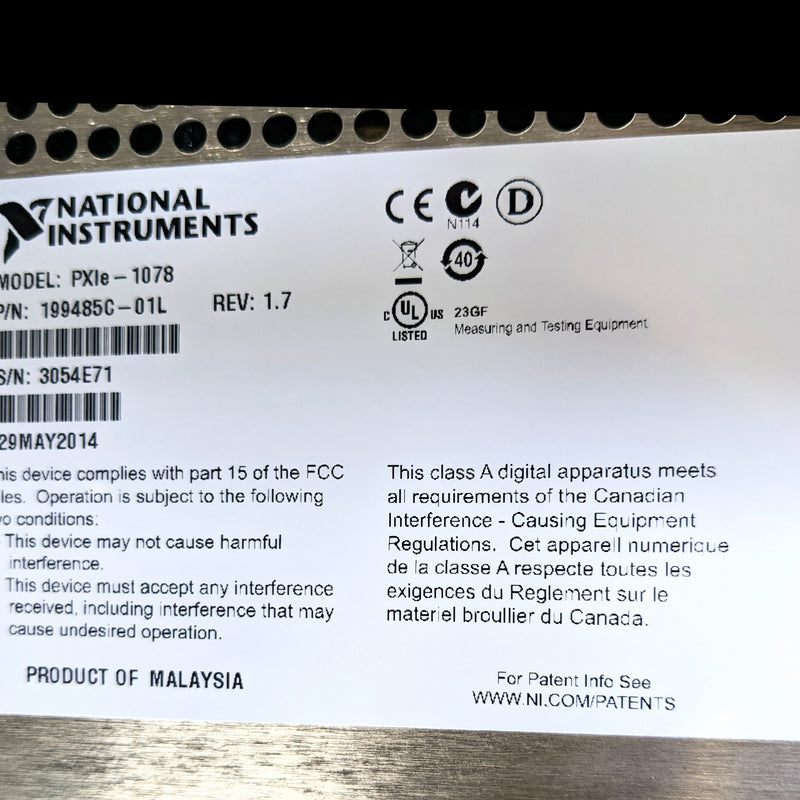 NATIONAL
INSTRUMENTS
MODEL: PXIe-1078
P/N: 199485C-01L REV: 1.7
S/N: 3054E71
29MAY2014
CE N114 D
40
C UL US LISTED
23GF
Measuring and Testing Equipment
his device complies with part 15 of the FCC
les. Operation is subject to the following
o conditions:
This device may not cause harmful
interference.
This device must accept any interference
received, including interference that may
cause undesired operation.
PRODUCT OF MALAYSIA
This class A digital apparatus meets
all requirements of the Canadian
Interference - Causing Equipment
Regulations. Cet appareil numerique
de la classe A respecte toutes les
exigences du Reglement sur le
materiel broullier du Canada.
For Patent Info See
WWW.NI.COM/PATENTS